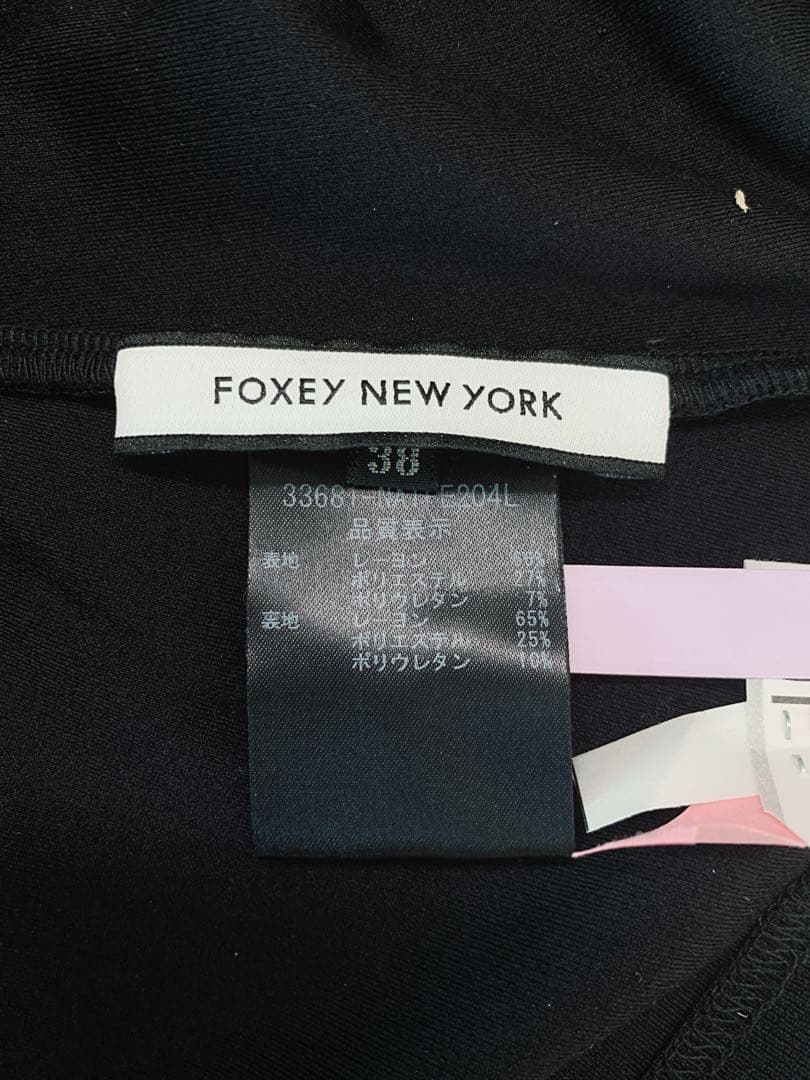 FOXEY NEW YORK
38
品質表示
表地 レーヨン
ポリエステル 27%
ポリウレタン 7%
裏地 レーヨン 65%
ポリエステル 25%
ポリウレタン 10%